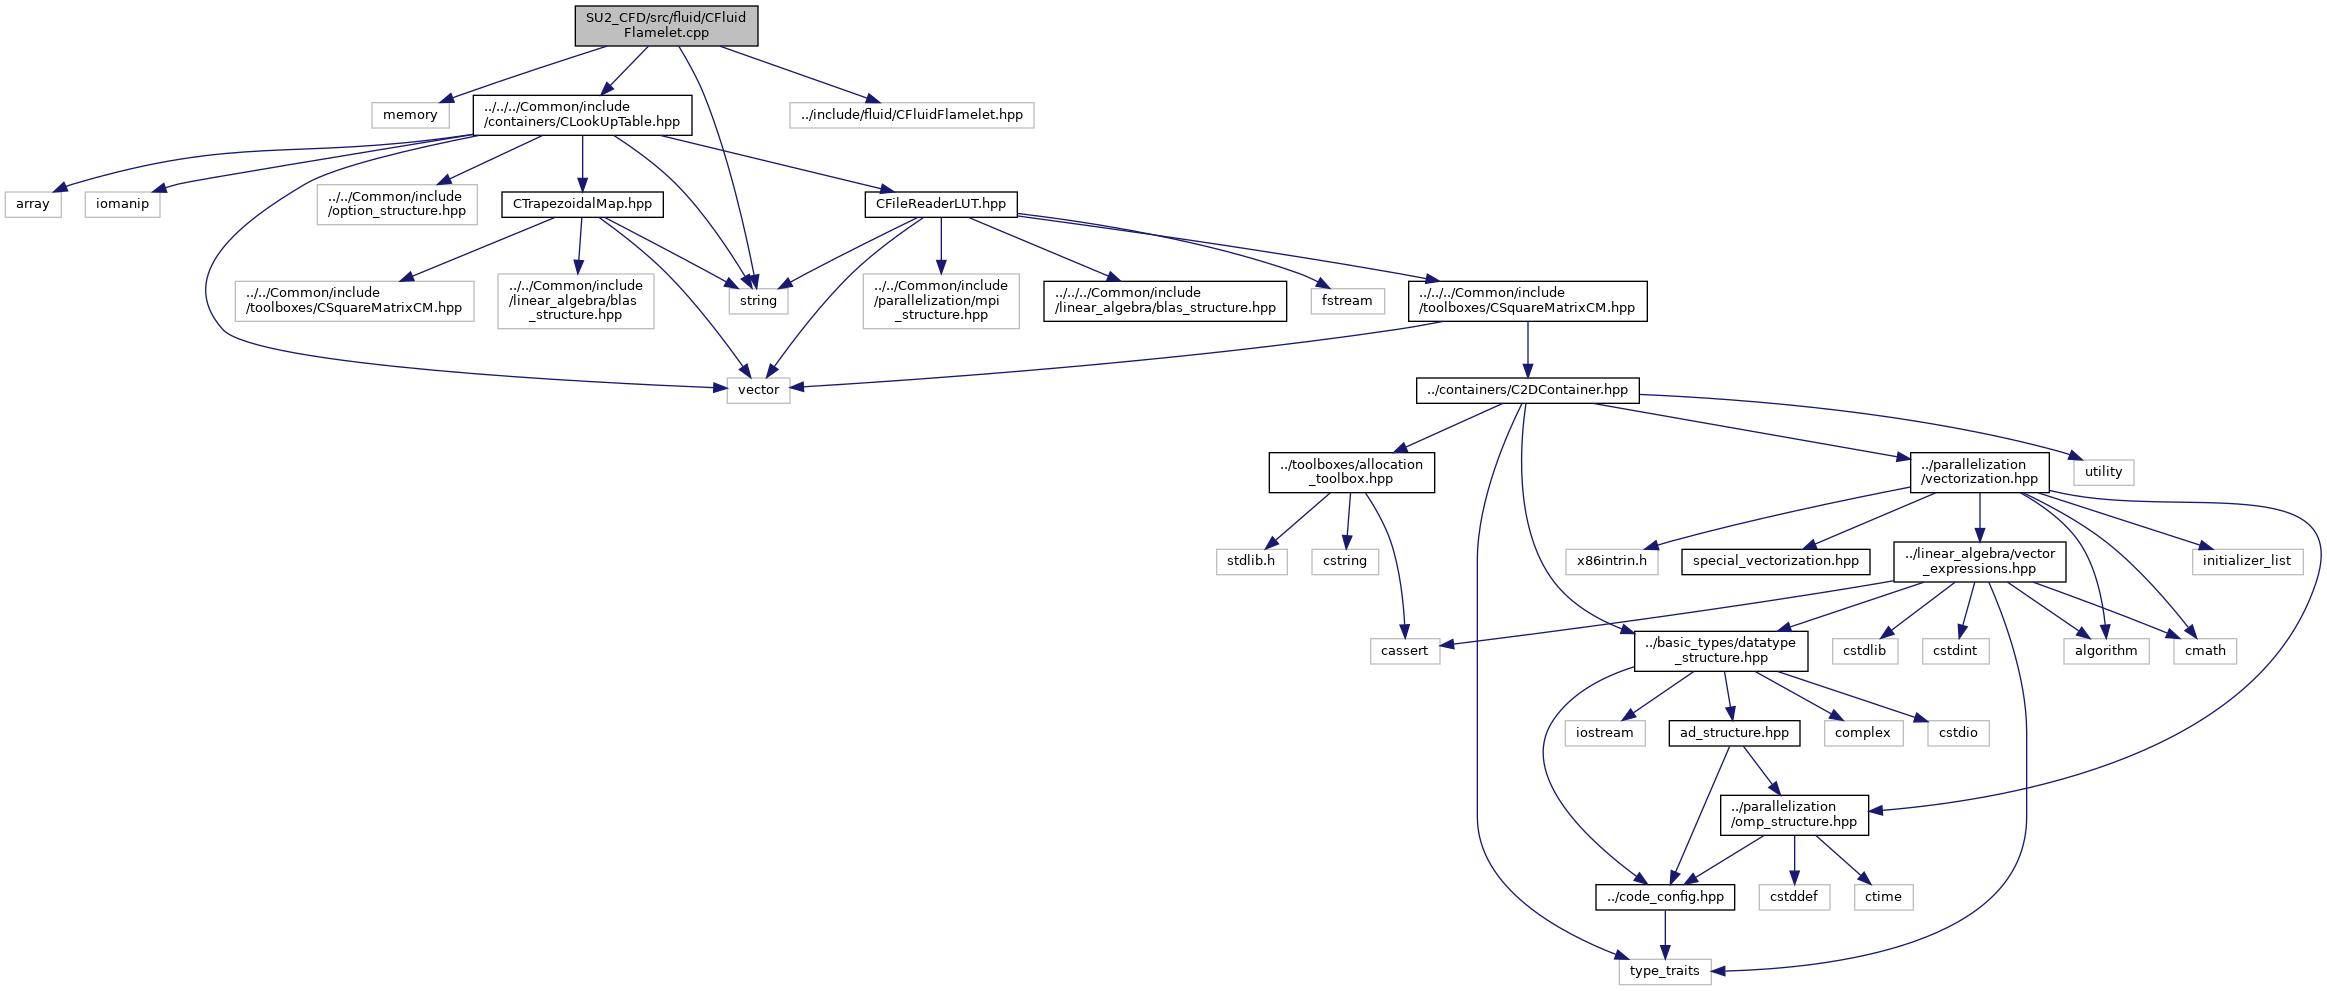 SU2_CFD/src/fluid/CFluid
Flamelet.cpp
memory
../../../Common/include
/containers/CLookUpTable.hpp
../include/fluid/CFluidFlamelet.hpp
array
iomanip
../../Common/include
/option_structure.hpp
CTrapezoidalMap.hpp
CFileReaderLUT.hpp
../../Common/include
/toolboxes/CSquareMatrixCM.hpp
../../Common/include
/linear_algebra/blas
_structure.hpp
string
../../Common/include
/parallelization/mpi
_structure.hpp
../../../Common/include
/linear_algebra/blas_structure.hpp
fstream
../../../Common/include
/toolboxes/CSquareMatrixCM.hpp
vector
../containers/C2DContainer.hpp
../toolboxes/allocation
_toolbox.hpp
../parallelization
/vectorization.hpp
utility
stdlib.h
cstring
x86intrin.h
special_vectorization.hpp
../linear_algebra/vector
_expressions.hpp
initializer_list
cassert
../basic_types/datatype
_structure.hpp
cstdlib
cstdint
algorithm
cmath
iostream
ad_structure.hpp
complex
cstdio
../parallelization
/omp_structure.hpp
../code_config.hpp
cstddef
ctime
type_traits